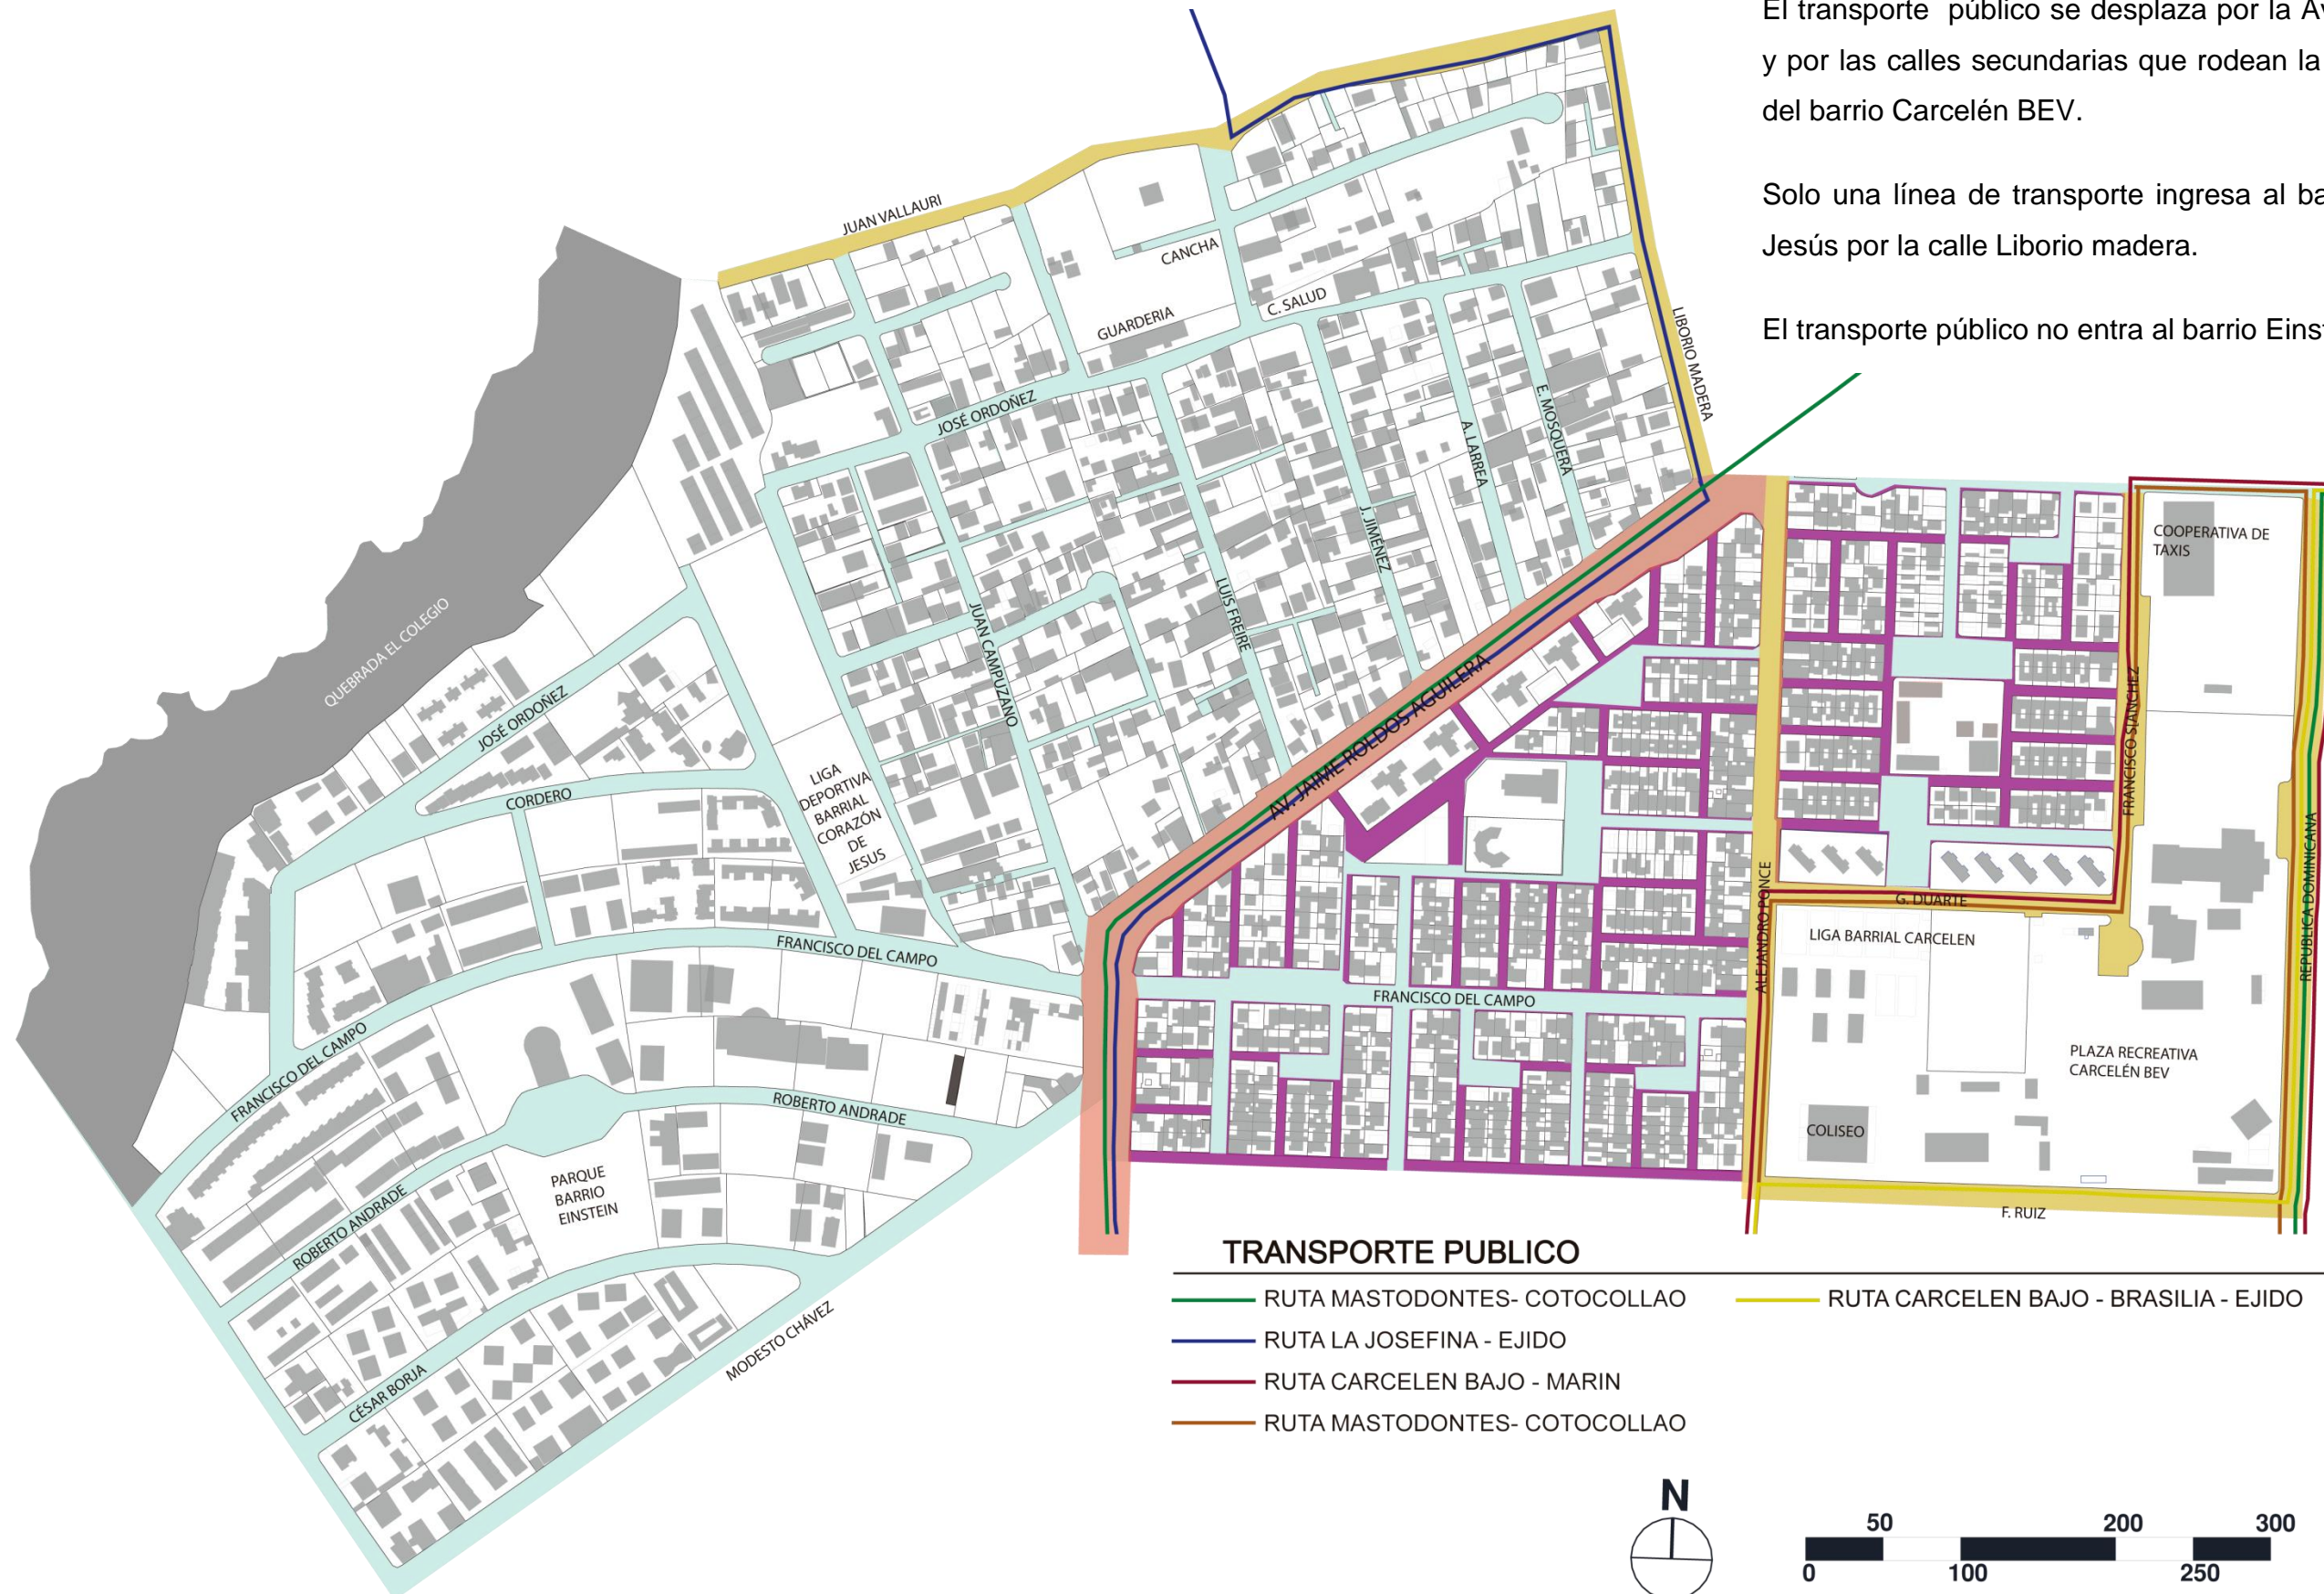 El transporte público se desplaza por la
y por las calles secundarias que rodean la
del barrio Carcelén BEV.
Solo una línea de transporte ingresa al
Jesús por la calle Liborio madera.
El transporte público no entra al barrio
JUAN VALLAURI
CANCHA
GUARDERIA
C. SALUD
LIBORIO MADERA
JOSÉ ORDOÑEZ
E. MOSQUERA
A. LARREA
J. JIMENEZ
LUIS FREIRE
JUAN CAMPUZANO
QUEBRADA EL COLEGIO
JOSÉ ORDOÑEZ
CORDERO
LIGA
DEPORTIVA
BARRIAL
CORAZÓN
DE
JESUS
AV. JAIME ROLDOS AGUILERA
COOPERATIVA DE
TAXIS
FRANCISCO SANCHEZ
REPUBLICA DOMINICANA
ALEJANDRO PONCE
G. DUARTE
LIGA BARRIAL CARCELEN
FRANCISCO DEL CAMPO
FRANCISCO DEL CAMPO
FRANCISCO DEL CAMPO
PLAZA RECREATIVA
CARCELÉN BEV
COLISEO
F. RUIZ
ROBERTO ANDRADE
ROBERTO ANDRADE
PARQUE
BARRIO
EINSTEIN
CÉSAR BORJA
MODESTO CHÁVEZ
TRANSPORTE PUBLICO
RUTA MASTODONTES- COTOCOLLAO
RUTA CARCELEN BAJO - BRASILIA - EJIDO
RUTA LA JOSEFINA - EJIDO
RUTA CARCELEN BAJO - MARIN
RUTA MASTODONTES- COTOCOLLAO
N
50 200 300
0 100 250